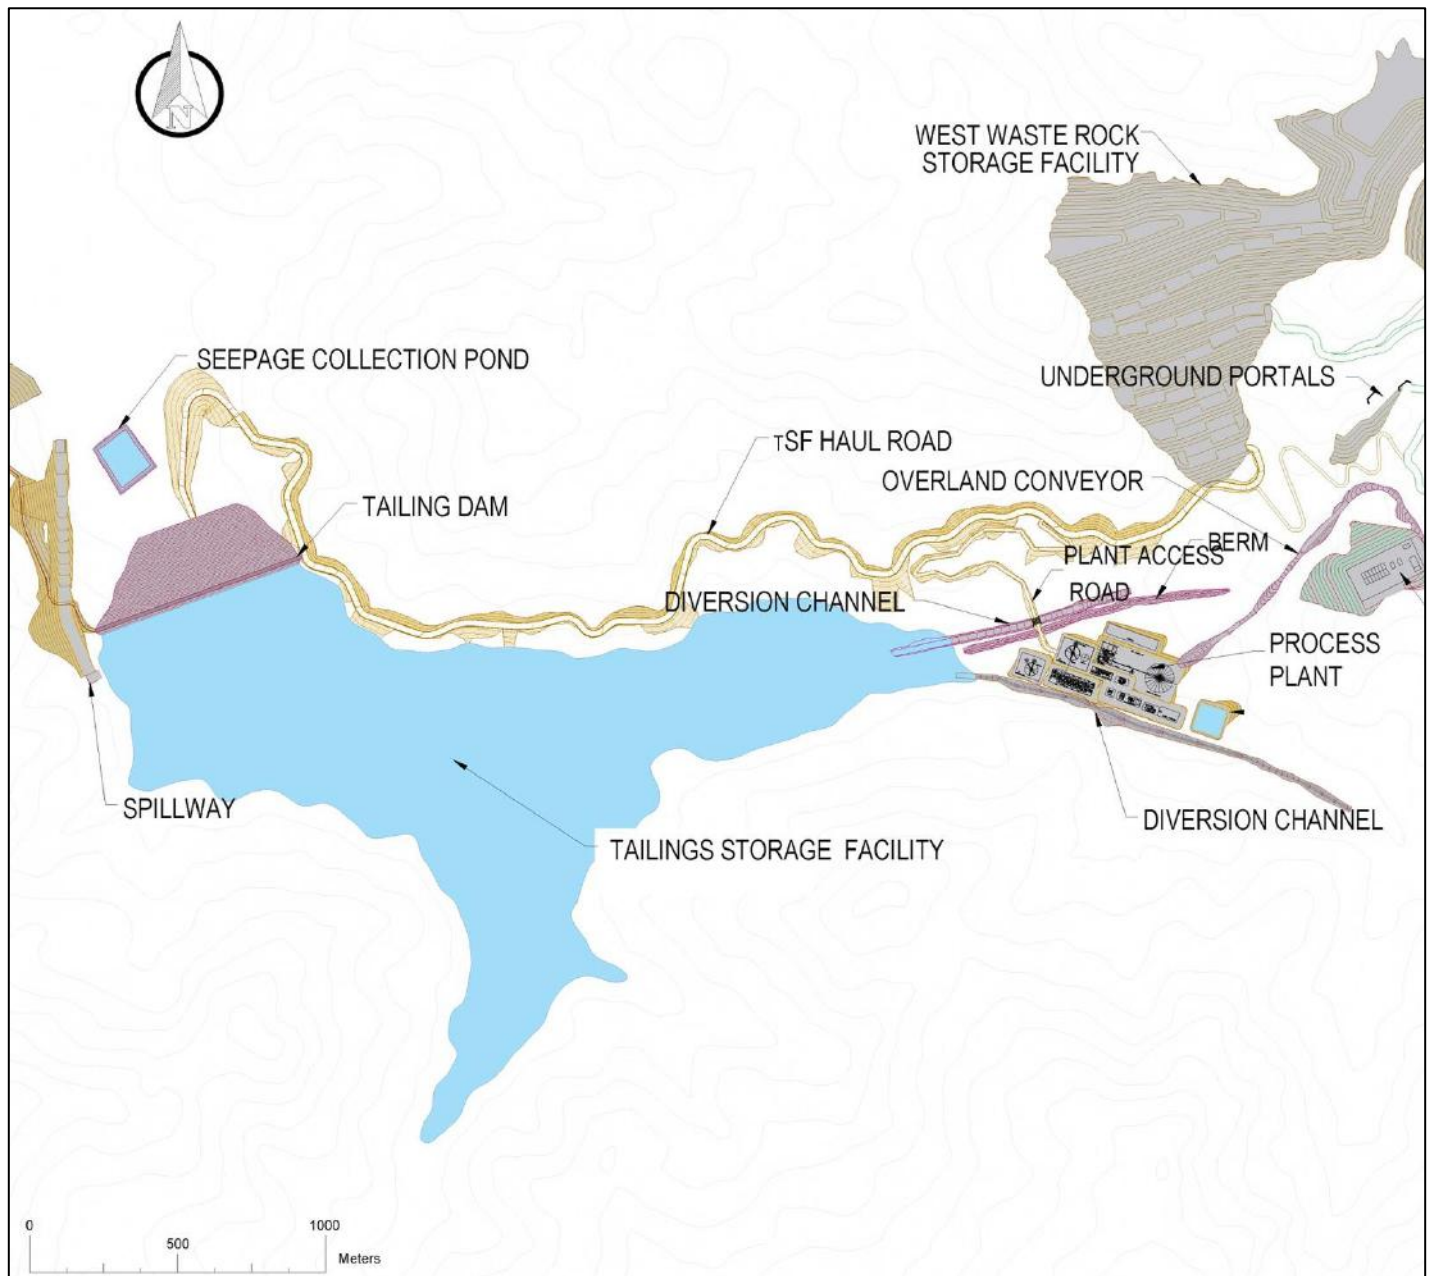 N
WEST WASTE ROCK
STORAGE FACILITY
SEEPAGE COLLECTION POND
UNDERGROUND PORTALS
TSF HAUL ROAD
OVERLAND CONVEYOR
TAILING DAM
BERM
PLANT ACCESS
ROAD
DIVERSION CHANNEL
PROCESS
PLANT
SPILLWAY
DIVERSION CHANNEL
TAILINGS STORAGE FACILITY
0
500
1000
Meters